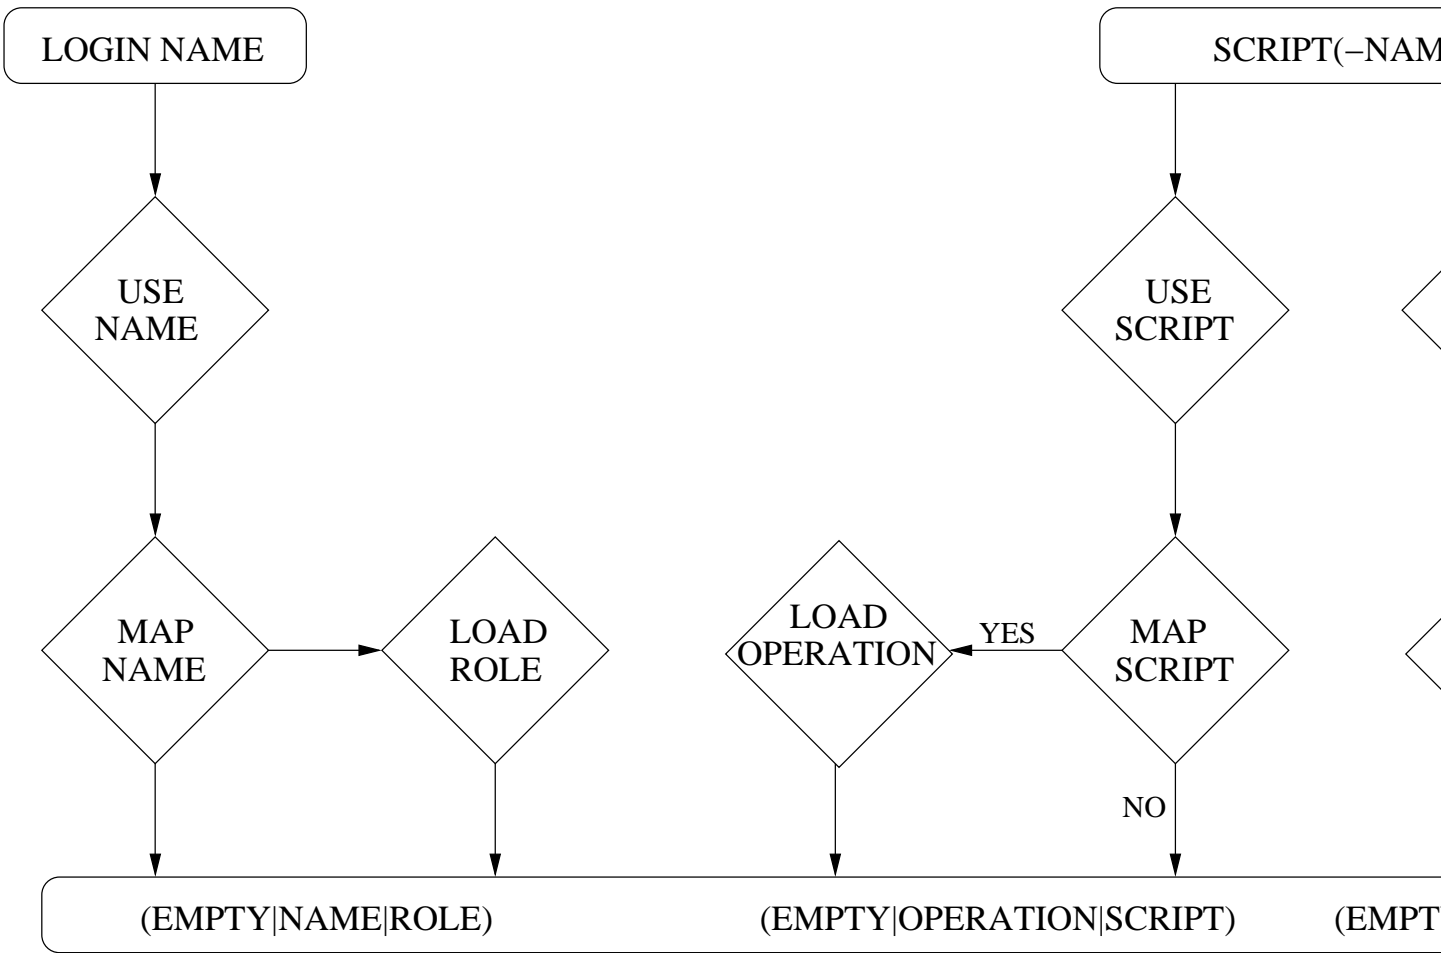 LOGIN NAME
SCRIPT(−NAM
USE
NAME
USE
SCRIPT
MAP
NAME
LOAD
ROLE
LOAD
OPERATION
YES
MAP
SCRIPT
NO
(EMPTY|NAME|ROLE)
(EMPTY|OPERATION|SCRIPT)
(EMPT